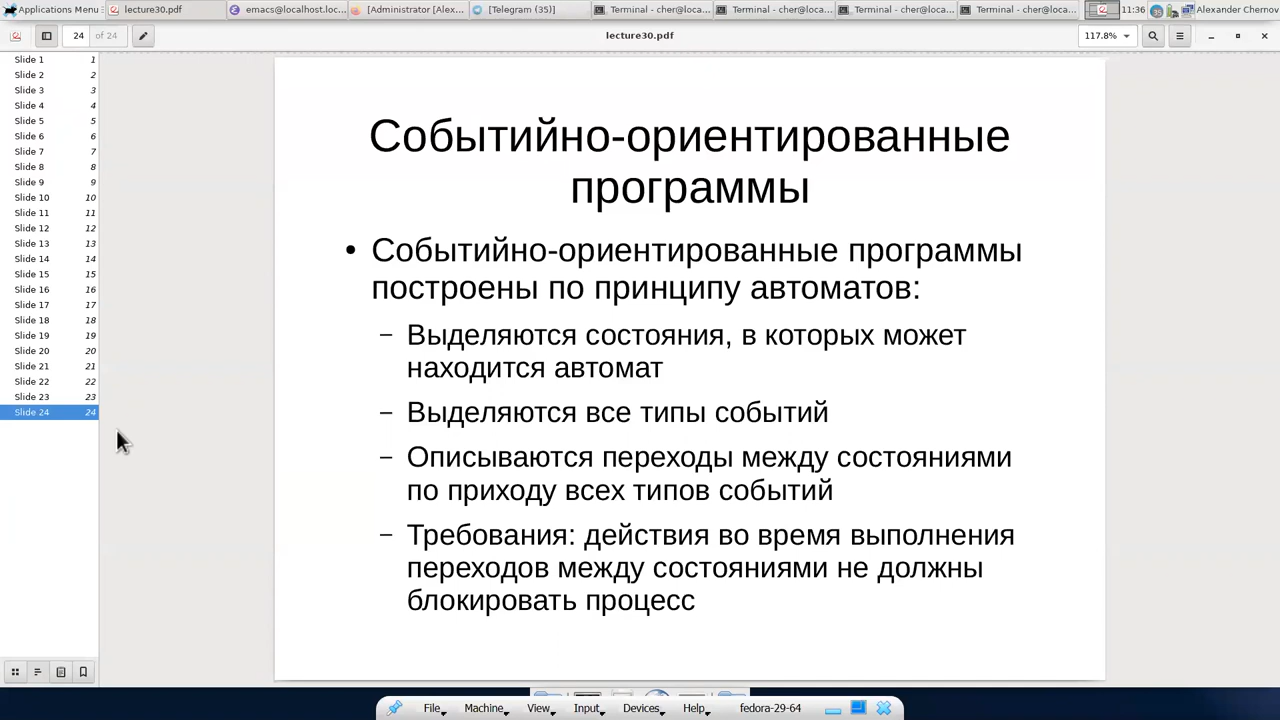 Applications Menu
lecture30.pdf
emacs@localhost.loc...
[Administrator [Alex...
[Telegram (35)]
Terminal - cher@loca...
Terminal - cher@loca...
Terminal - cher@loca...
Terminal - cher@loca...
11:36
35
Alexander Chernov
24 of 24
lecture30.pdf
117.8%
Slide 1 1
Slide 2 2
Slide 3 3
Slide 4 4
Slide 5 5
Slide 6 6
Slide 7 7
Slide 8 8
Slide 9 9
Slide 10 10
Slide 11 11
Slide 12 12
Slide 13 13
Slide 14 14
Slide 15 15
Slide 16 16
Slide 17 17
Slide 18 18
Slide 19 19
Slide 20 20
Slide 21 21
Slide 22 22
Slide 23 23
Slide 24 24
Событийно-ориентированные
программы
• Событийно-ориентированные программы
построены по принципу автоматов:
– Выделяются состояния, в которых может
находится автомат
– Выделяются все типы событий
– Описываются переходы между состояниями
по приходу всех типов событий
– Требования: действия во время выполнения
переходов между состояниями не должны
блокировать процесс
File Machine View Input Devices Help fedora-29-64